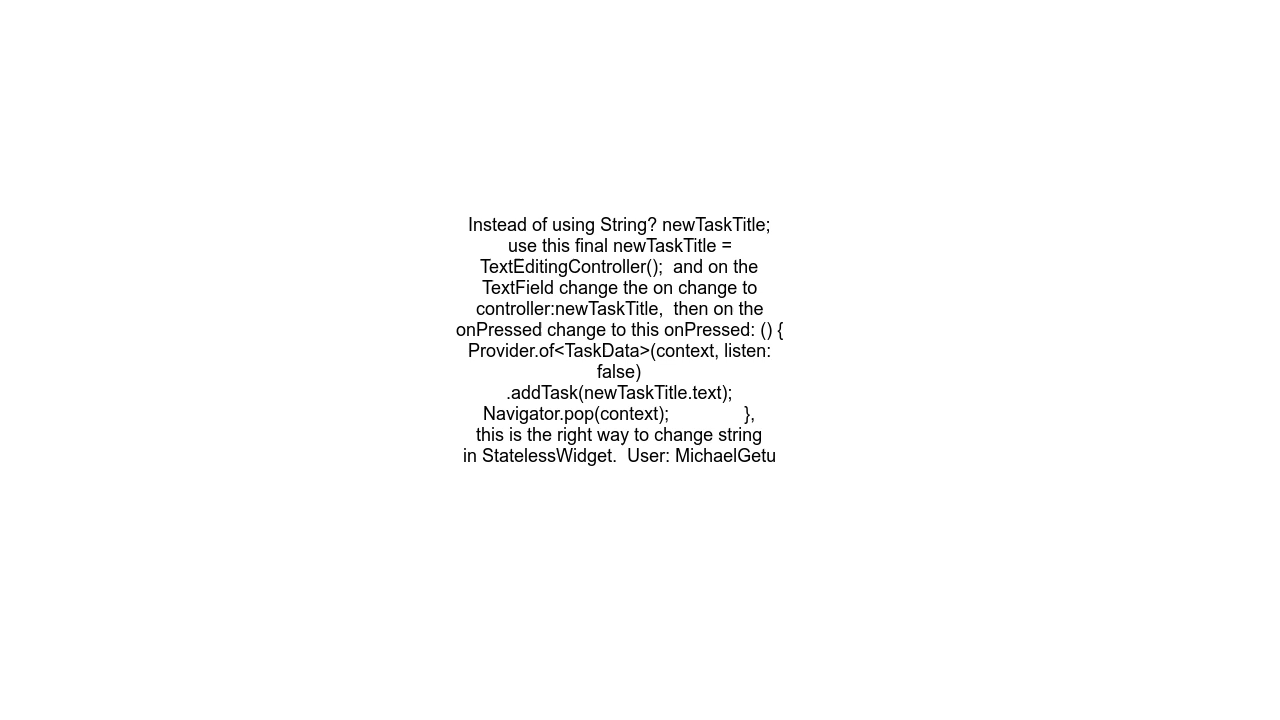 Instead of using String? newTaskTitle;
use this final newTaskTitle =
TextEditingController();  and on the
TextField change the on change to
controller:newTaskTitle,  then on the
onPressed change to this onPressed: () {
Provider.of<TaskData>(context, listen:
false)
.addTask(newTaskTitle.text);
Navigator.pop(context);               },
this is the right way to change string
in StatelessWidget.  User: MichaelGetu